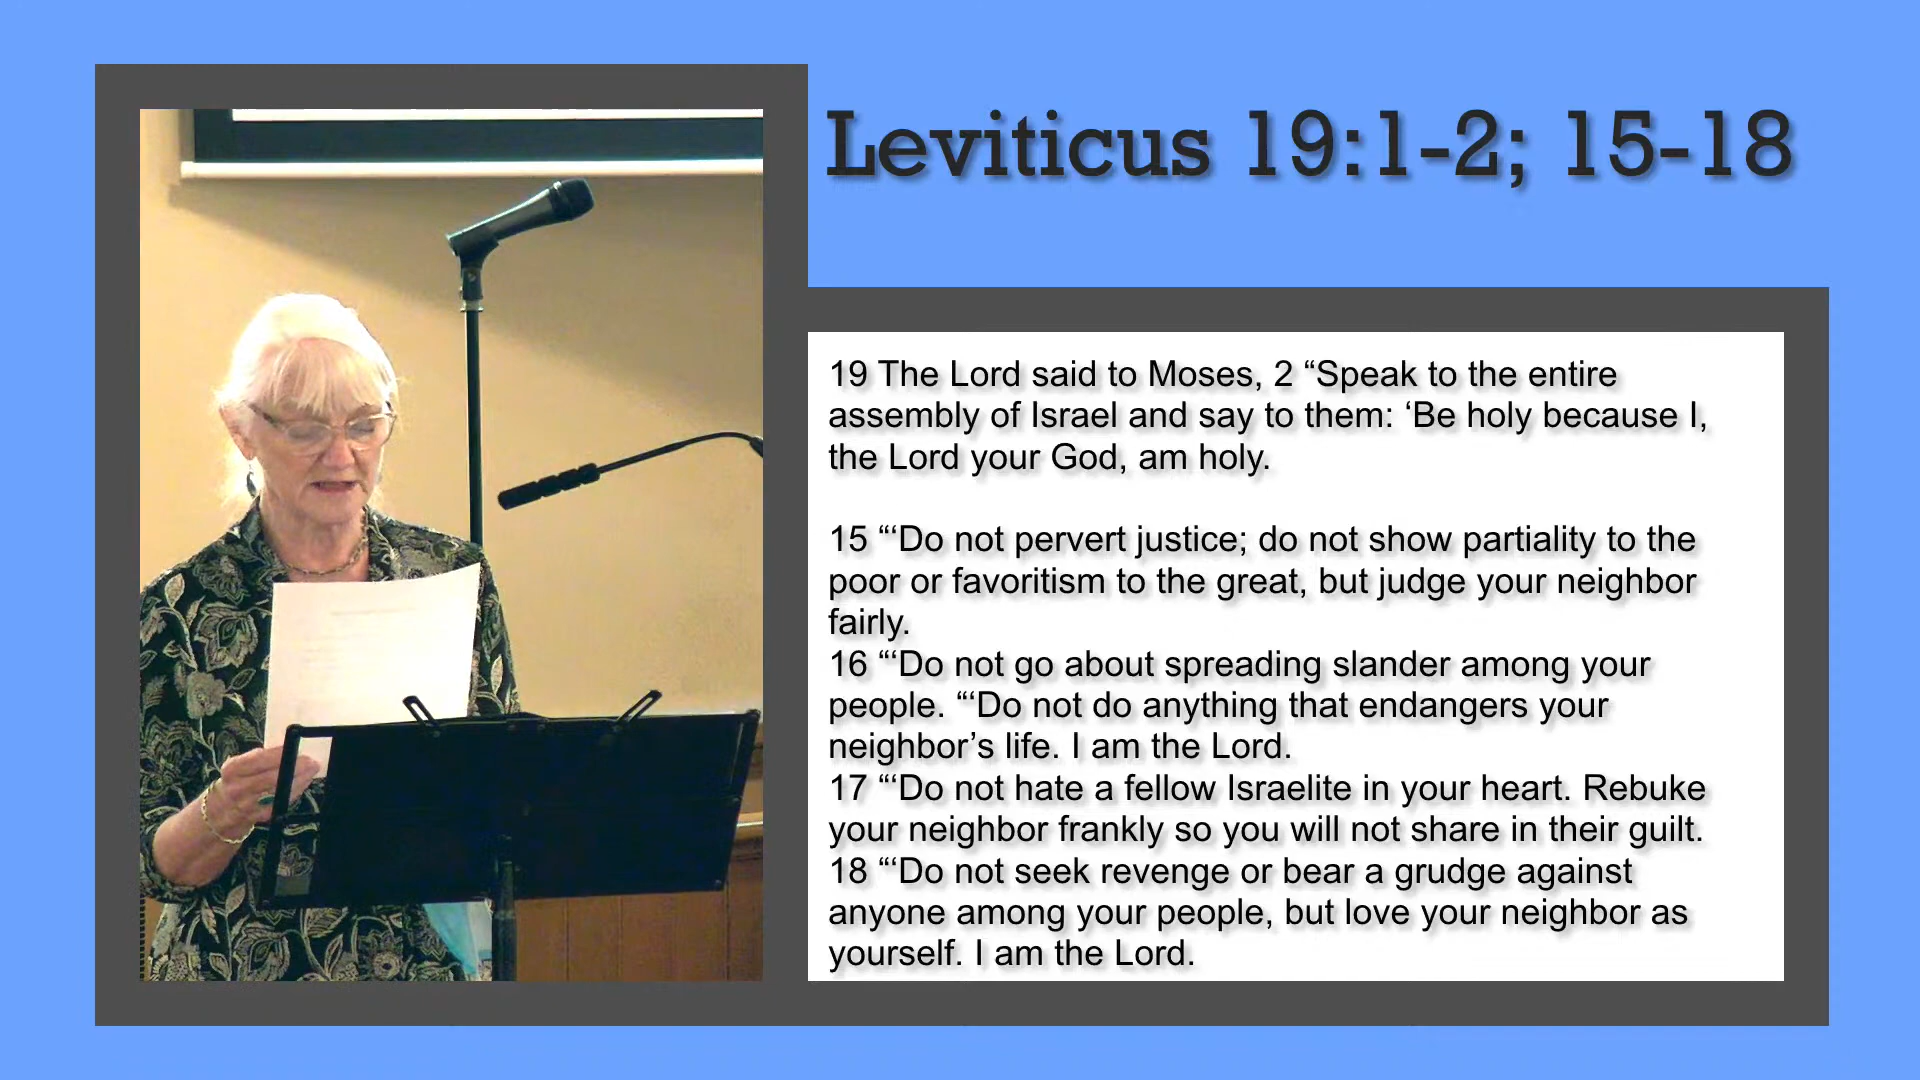 Leviticus 19:1-2; 15-18
19 The Lord said to Moses, 2 “Speak to the entire
assembly of Israel and say to them: ‘Be holy because I,
the Lord your God, am holy.
15 “‘Do not pervert justice; do not show partiality to the
poor or favoritism to the great, but judge your neighbor
fairly.
16 “‘Do not go about spreading slander among your
people. “‘Do not do anything that endangers your
neighbor’s life. I am the Lord.
17 “‘Do not hate a fellow Israelite in your heart. Rebuke
your neighbor frankly so you will not share in their guilt.
18 “‘Do not seek revenge or bear a grudge against
anyone among your people, but love your neighbor as
yourself. I am the Lord.